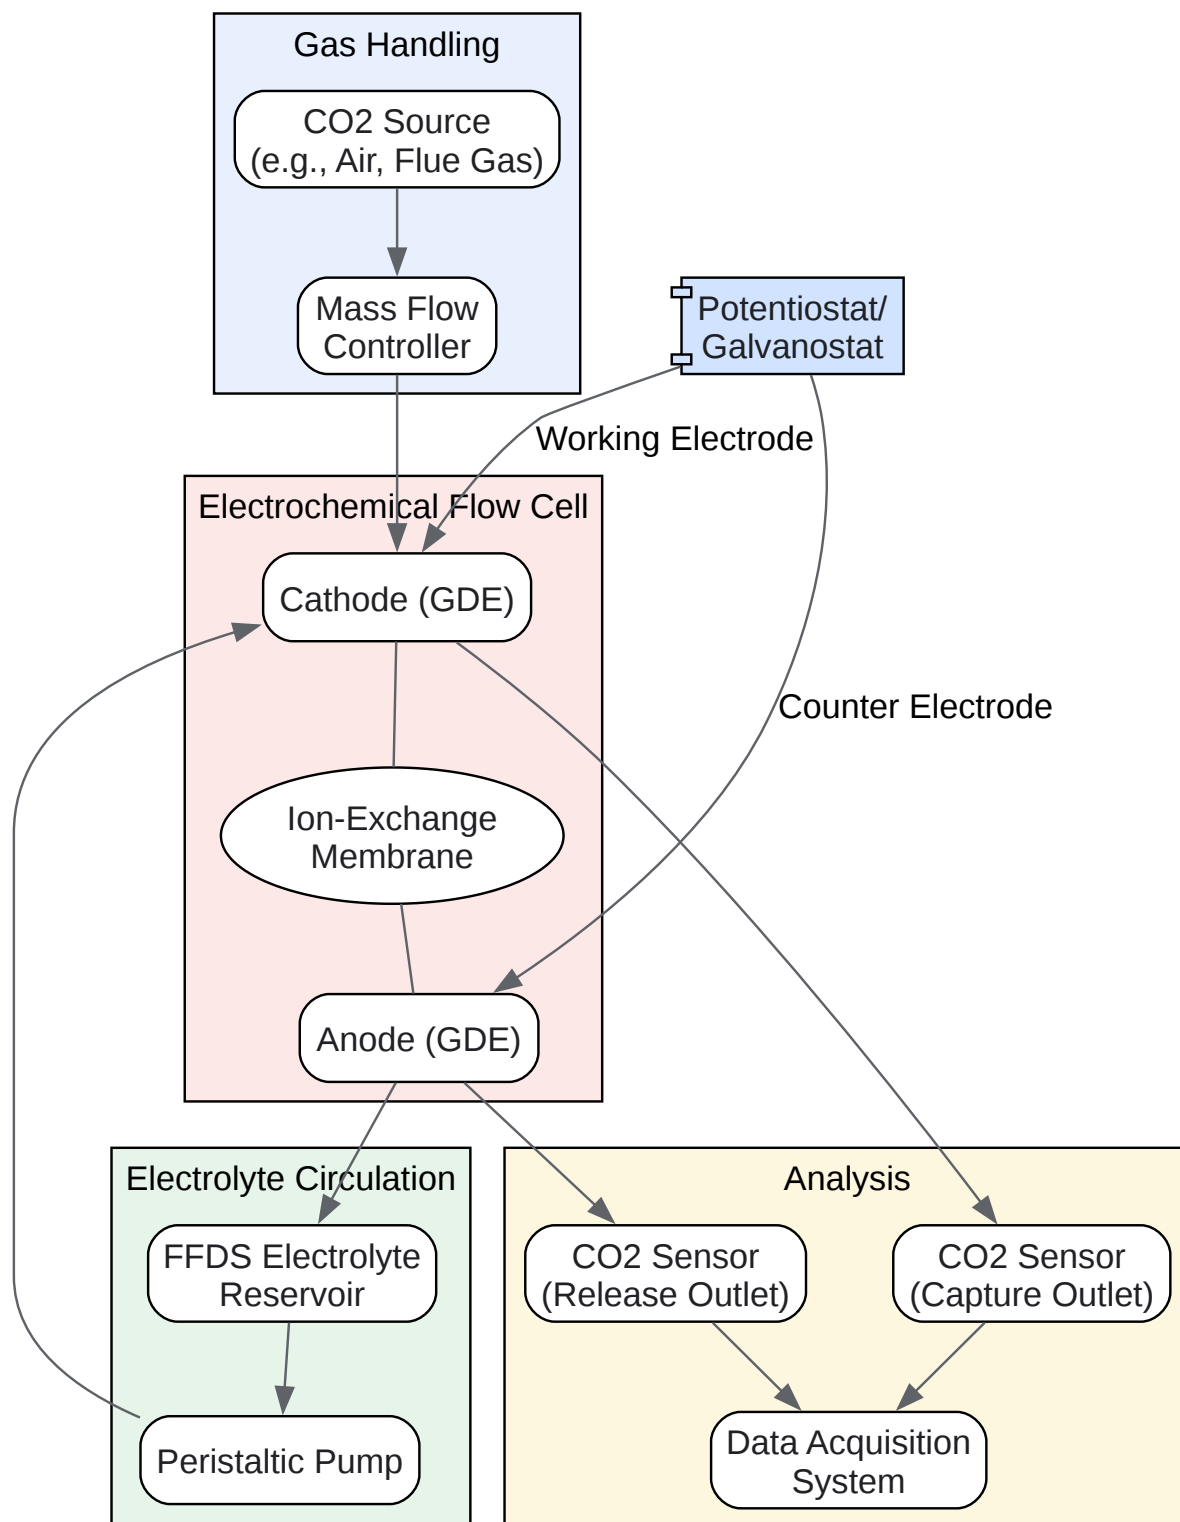 Gas Handling
CO2 Source
(e.g., Air, Flue Gas)
Mass Flow
Controller
Potentiostat/
Galvanostat
Working Electrode
Electrochemical Flow Cell
Cathode (GDE)
Counter Electrode
Ion-Exchange
Membrane
Anode (GDE)
Electrolyte Circulation
FFDS Electrolyte
Reservoir
Peristaltic Pump
Analysis
CO2 Sensor
(Release Outlet)
CO2 Sensor
(Capture Outlet)
Data Acquisition
System